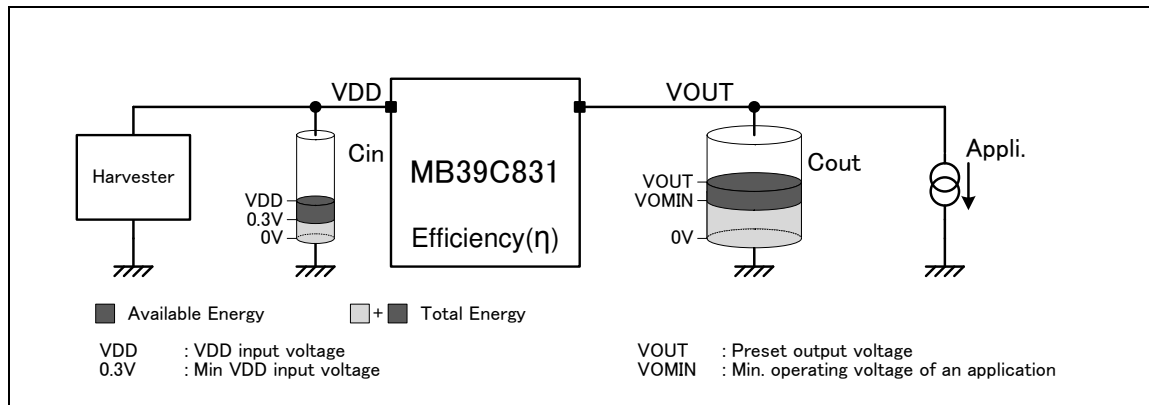 VDD
VOUT
Harvester
Cin
VDD
0.3V
0V
MB39C831
Efficiency(η)
VOUT
VOMIN
0V
Cout
Appli.
Available Energy
+ Total Energy
VDD : VDD input voltage
0.3V : Min VDD input voltage
VOUT : Preset output voltage
VOMIN : Min. operating voltage of an application